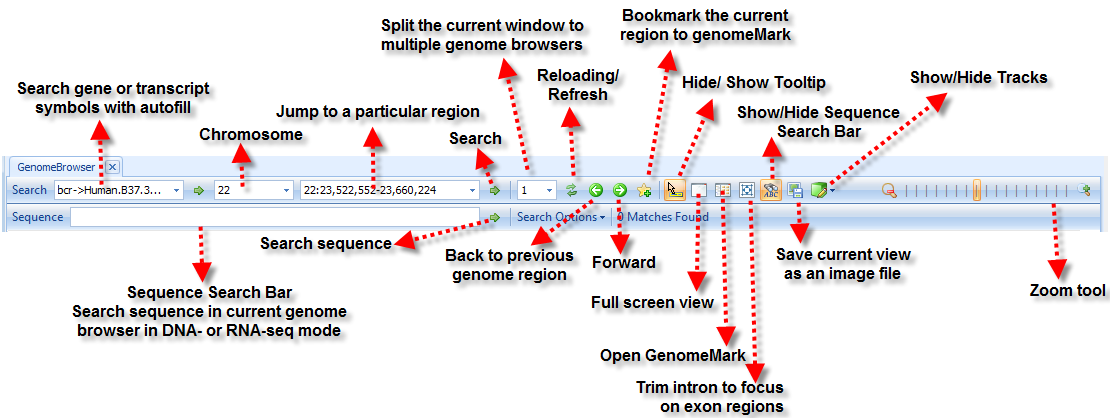 Bookmark the current
region to genomeMark
Split the current window to
multiple genome browsers
Reloading/
Refresh
Hide/ Show Tooltip
Show/Hide Tracks
Search gene or transcript
symbols with autofill
Jump to a particular region
Show/Hide Sequence
Search Bar
Chromosome
Search
GenomeBrowser
Search bcr->Human.B37.3... 22 22:23,522,552-23,660,224 1 ABC
Sequence Search Options 0 Matches Found
Search sequence
Back to previous
genome region
Forward
Save current view
as an image file
Sequence Search Bar
Search sequence in current genome
browser in DNA- or RNA-seq mode
Full screen view
Zoom tool
Open GenomeMark
Trim intron to focus
on exon regions